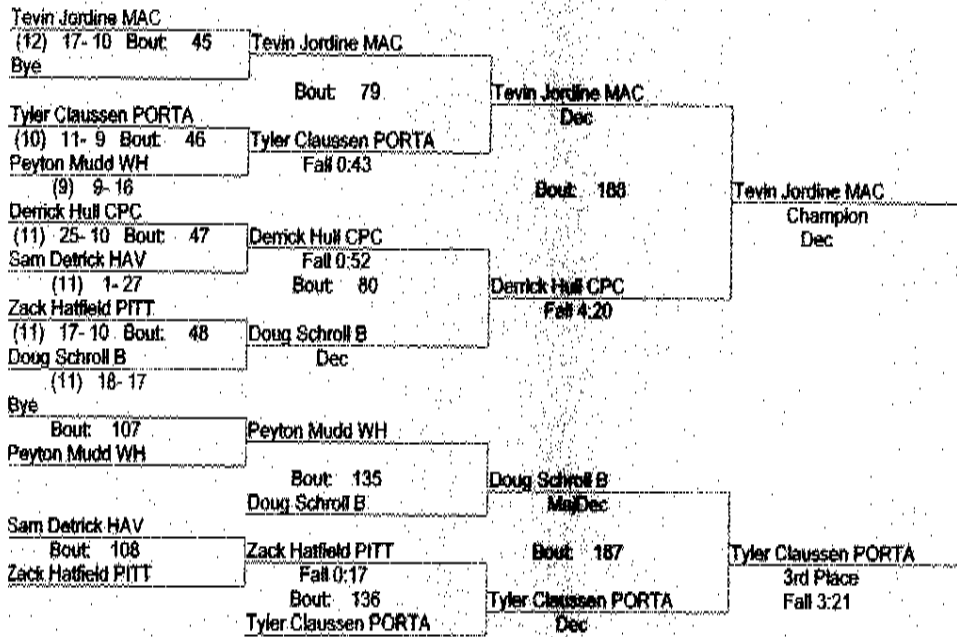 Tevin Jordine MAC
(12) 17-10 Bout: 45 Tevin Jordine MAC
Bye
Bout: 79 Tevin Jordine MAC
Dec
Tyler Claussen PORTA
(10) 11-9 Bout: 46 Tyler Claussen PORTA
Peyton Mudd WH Fall 0:43
(9) 9-16 Bout: 188 Tevin Jordine MAC
Derrick Hull CPC Champion
(11) 25-10 Bout: 47 Derrick Hull CPC Dec
Sam Detrick HAV Fall 0:52
(11) 1-27 Bout: 80 Derrick Hull CPC
Zack Hatfield PITT Fall 4:20
(11) 17-10 Bout: 48 Doug Schroll B
Doug Schroll B Dec
(11) 18-17
Bye
Bout: 107 Peyton Mudd WH
Peyton Mudd WH
Bout: 135 Doug Schroll B
Doug Schroll B MajDec
Sam Detrick HAV
Bout: 108 Zack Hatfield PITT Bout: 187 Tyler Claussen PORTA
Zack Hatfield PITT Fall 0:17 3rd Place
Bout: 136 Tyler Claussen PORTA Fall 3:21
Tyler Claussen PORTA Dec